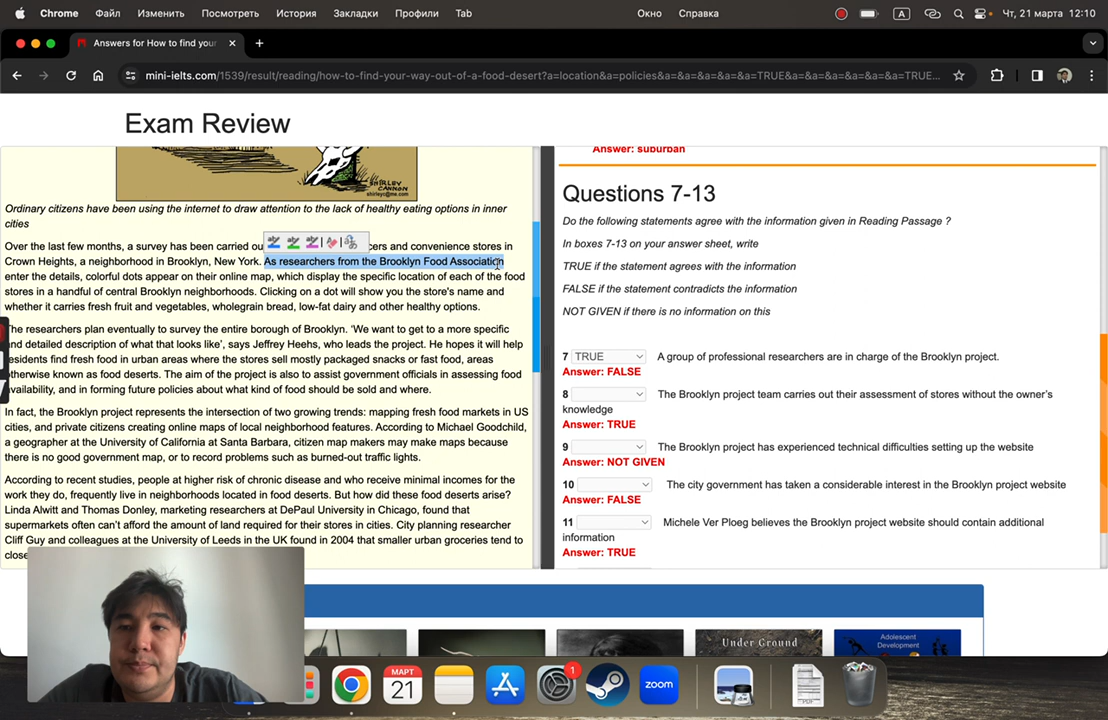 Chrome Файл Изменить Посмотреть История Закладки Профили Tab Окно Справка A Чт, 21 марта 12:10
Answers for How to find your
mini-ielts.com/1539/result/reading/how-to-find-your-way-out-of-a-food-desert?a=location&a=policies&a=&a=&a=&a=&a=TRUE&a=&a=&a=&a=&a=&a=TRUE...
Exam Review
SHIRLEY
CANNON
shirleyc@me.com
Ordinary citizens have been using the internet to draw attention to the lack of healthy eating options in inner
cities
Over the last few months, a survey has been carried ou cers and convenience stores in
Crown Heights, a neighborhood in Brooklyn, New York. As researchers from the Brooklyn Food Association
enter the details, colorful dots appear on their online map, which display the specific location of each of the food
stores in a handful of central Brooklyn neighborhoods. Clicking on a dot will show you the store's name and
whether it carries fresh fruit and vegetables, wholegrain bread, low-fat dairy and other healthy options.
The researchers plan eventually to survey the entire borough of Brooklyn. 'We want to get to a more specific
and detailed description of what that looks like', says Jeffrey Heehs, who leads the project. He hopes it will help
residents find fresh food in urban areas where the stores sell mostly packaged snacks or fast food, areas
otherwise known as food deserts. The aim of the project is also to assist government officials in assessing food
availability, and in forming future policies about what kind of food should be sold and where.
In fact, the Brooklyn project represents the intersection of two growing trends: mapping fresh food markets in US
cities, and private citizens creating online maps of local neighborhood features. According to Michael Goodchild,
a geographer at the University of California at Santa Barbara, citizen map makers may make maps because
there is no good government map, or to record problems such as burned-out traffic lights.
According to recent studies, people at higher risk of chronic disease and who receive minimal incomes for the
work they do, frequently live in neighborhoods located in food deserts. But how did these food deserts arise?
Linda Alwitt and Thomas Donley, marketing researchers at DePaul University in Chicago, found that
supermarkets often can't afford the amount of land required for their stores in cities. City planning researcher
Cliff Guy and colleagues at the University of Leeds in the UK found in 2004 that smaller urban groceries tend to
close
Answer: suburban
Questions 7-13
Do the following statements agree with the information given in Reading Passage ?
In boxes 7-13 on your answer sheet, write
TRUE if the statement agrees with the information
FALSE if the statement contradicts the information
NOT GIVEN if there is no information on this
7 TRUE A group of professional researchers are in charge of the Brooklyn project.
Answer: FALSE
8 The Brooklyn project team carries out their assessment of stores without the owner's
knowledge
Answer: TRUE
9 The Brooklyn project has experienced technical difficulties setting up the website
Answer: NOT GIVEN
10 The city government has taken a considerable interest in the Brooklyn project website
Answer: FALSE
11 Michele Ver Ploeg believes the Brooklyn project website should contain additional
information
Answer: TRUE
UNDER GROUND
Adolescent
Development
МАРТ
21
1
zoom
PDF